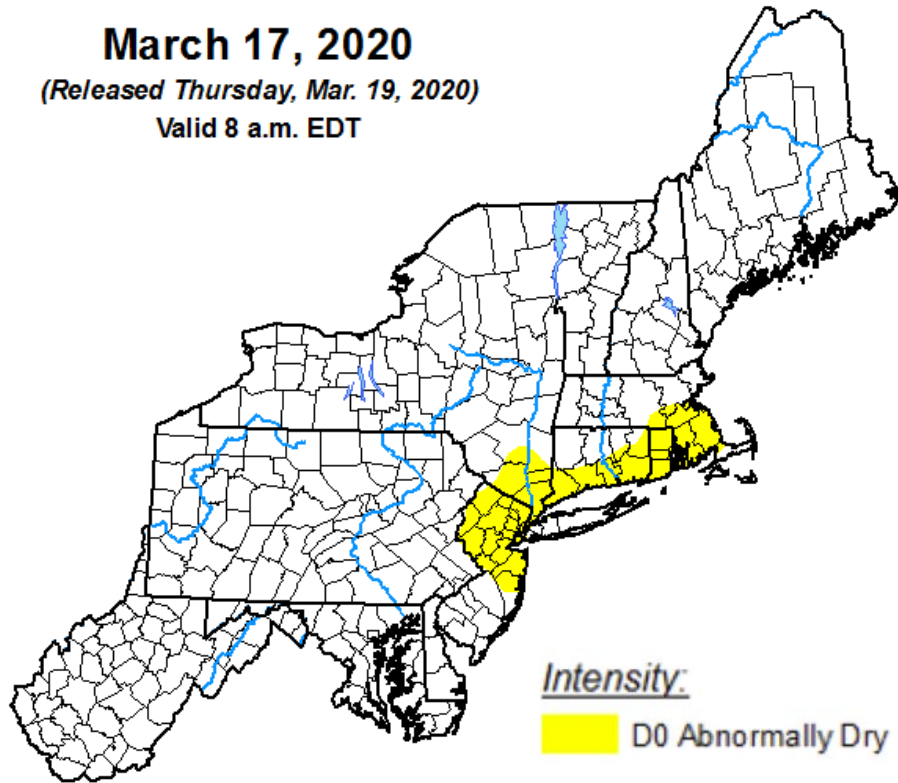 March 17, 2020
(Released Thursday, Mar. 19, 2020)
Valid 8 a.m. EDT
Intensity:
D0 Abnormally Dry